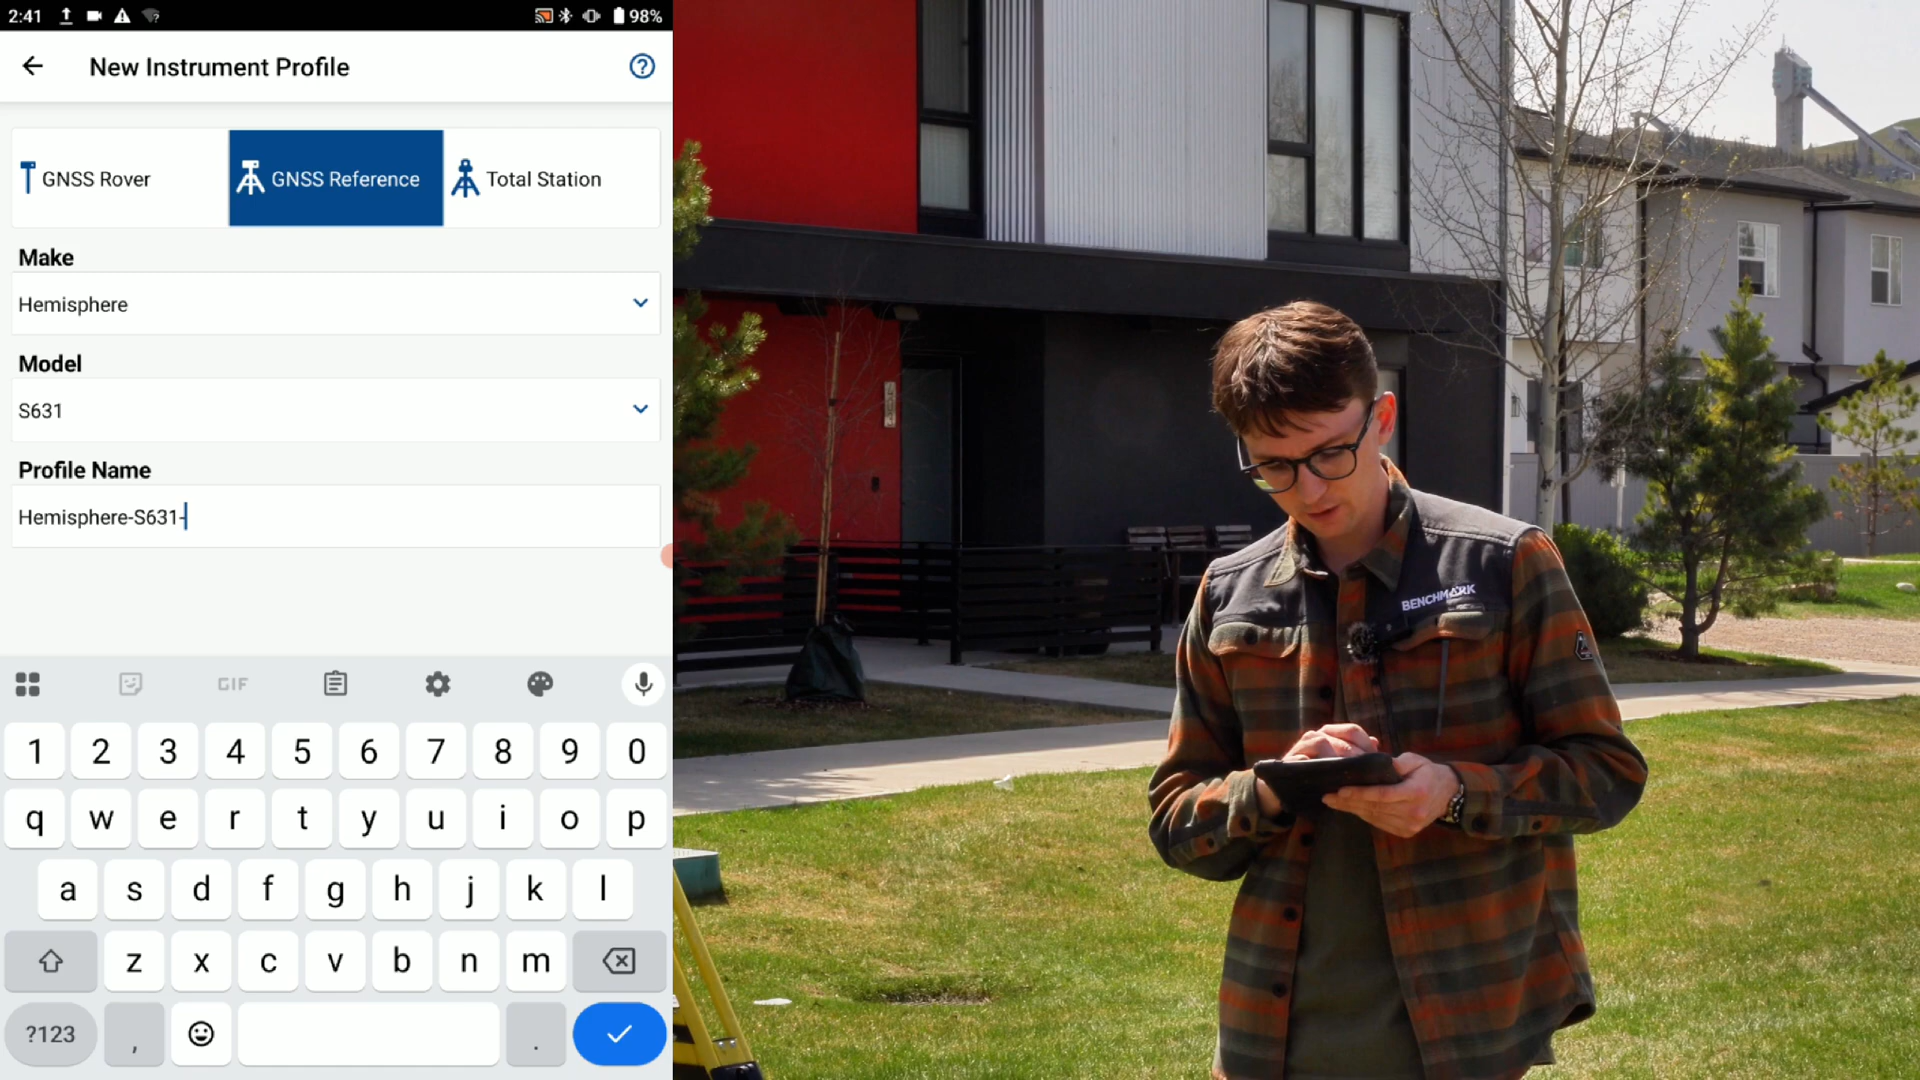 2:41 98%
New Instrument Profile
GNSS Rover GNSS Reference Total Station
Make
Hemisphere
Model
S631
Profile Name
Hemisphere-S631-
GIF
1 2 3 4 5 6 7 8 9 0
q w e r t y u i o p
a s d f g h j k l
z x c v b n m
?123 , .
BENCHMARK